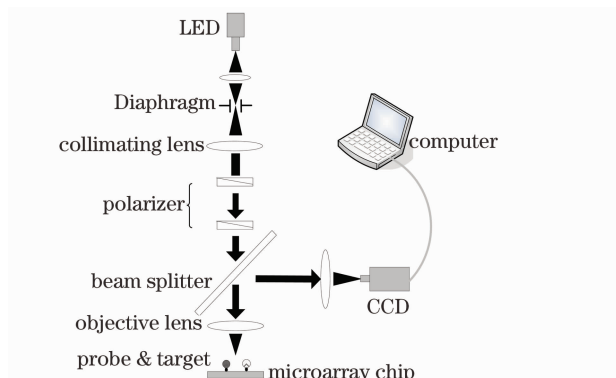 LED
Diaphragm
collimating lens
computer
polarizer
beam splitter
CCD
objective lens
probe & target
microarray chip